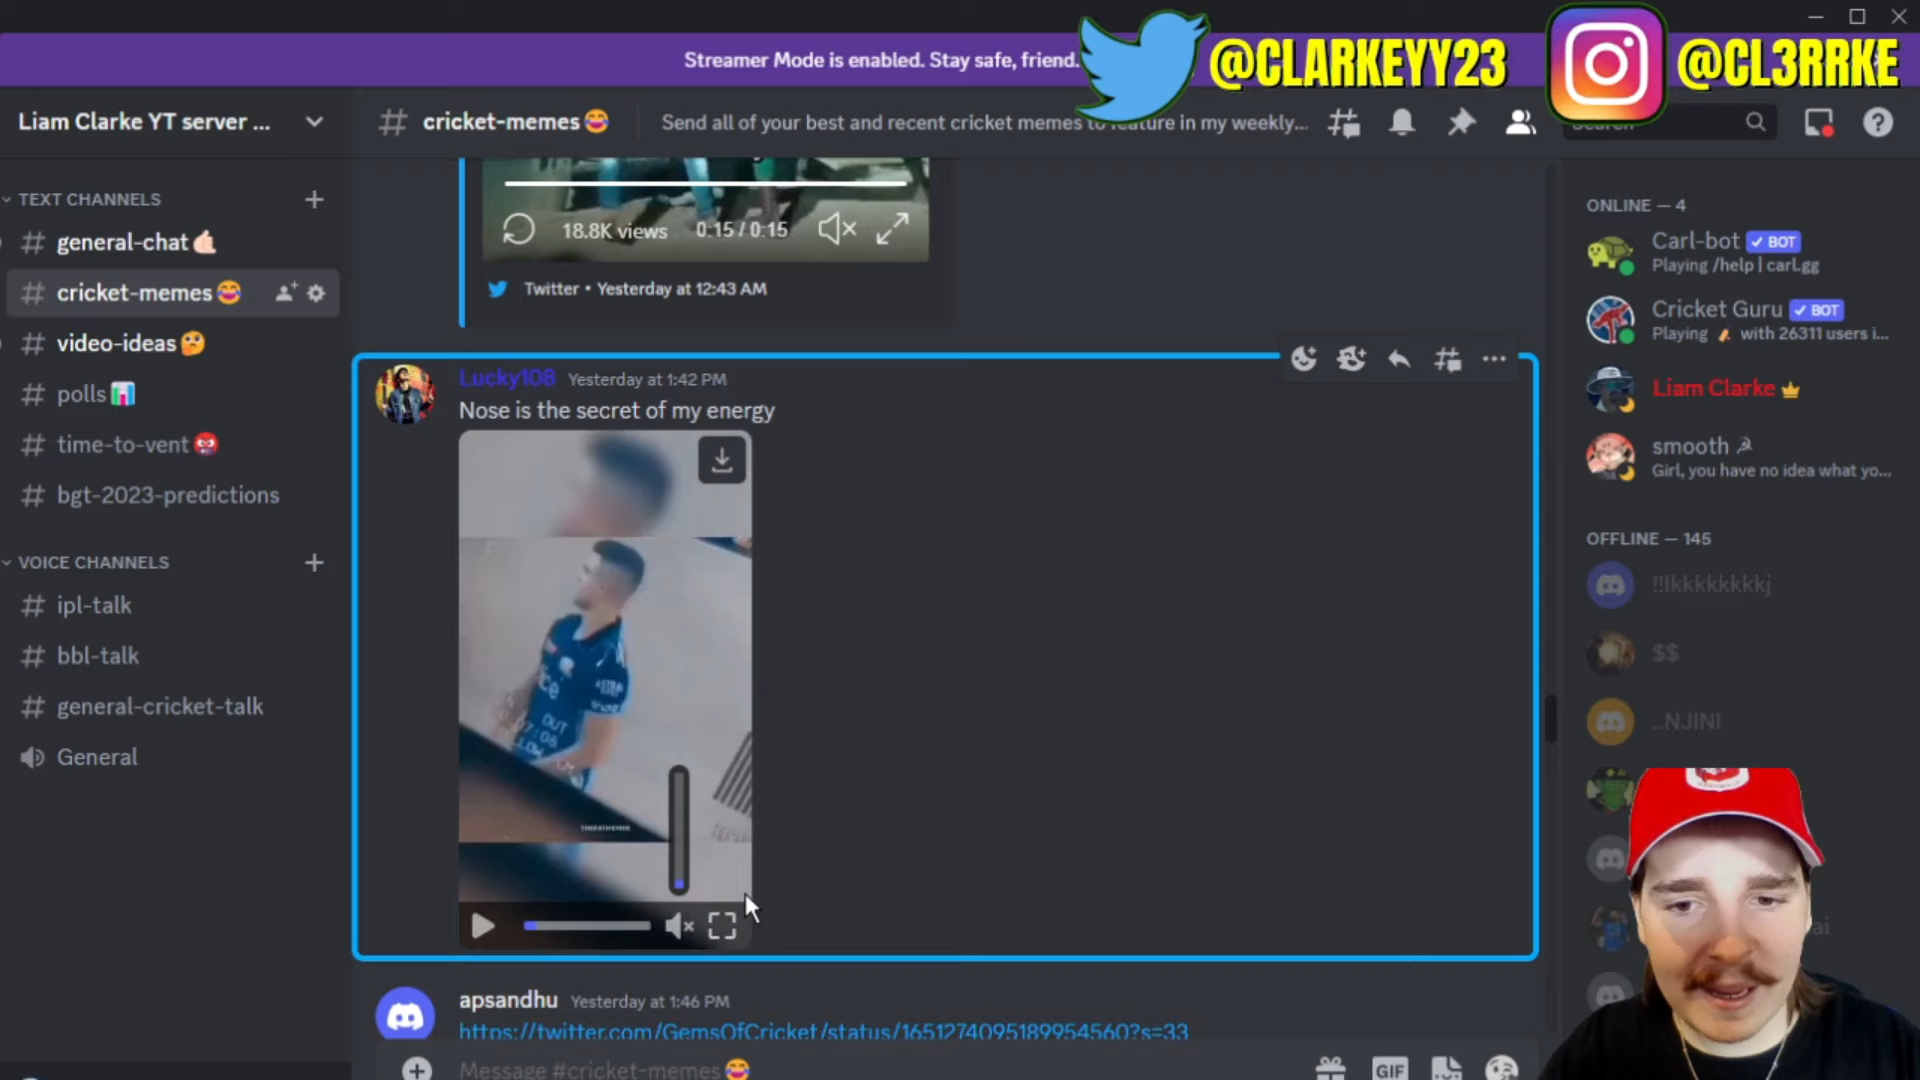 Streamer Mode is enabled. Stay safe, friend.
@CLARKEYY23
@CL3RRKE
Liam Clarke YT server ...
cricket-memes😂
Send all of your best and recent cricket memes to feature in my weekly...
TEXT CHANNELS
general-chat🤙🏻
cricket-memes😂
video-ideas🤔
polls📊
time-to-vent👹
bgt-2023-predictions
VOICE CHANNELS
ipl-talk
bbl-talk
general-cricket-talk
General
18.8K views 0:15 / 0:15
Twitter • Yesterday at 12:43 AM
Lucky108 Yesterday at 1:42 PM
Nose is the secret of my energy
OUT
apsandhu Yesterday at 1:46 PM
https://twitter.com/GemsOfCricket/status/1651274095189954560?s=33
Message #cricket-memes😂
GIF
ONLINE — 4
Carl-bot ✓ BOT
Playing /help | carl.gg
Cricket Guru ✓ BOT
Playing 🏏 with 26311 users i...
Liam Clarke
smooth ☭
Girl, you have no idea what yo...
OFFLINE — 145
!!lkkkkkkkkj
$$
..NJINI